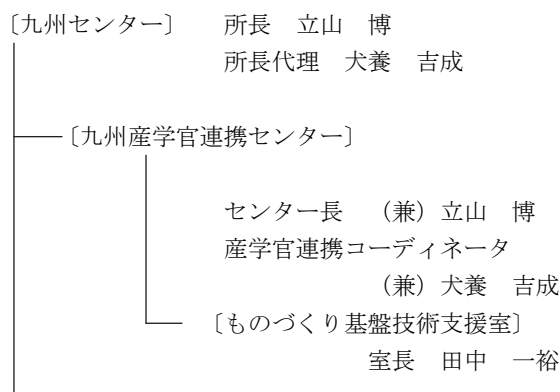 〔九州センター〕 所長 立山 博
所長代理 犬養 吉成
〔九州産学官連携センター〕
センター長 （兼）立山 博
産学官連携コーディネータ
（兼）犬養 吉成
〔ものづくり基盤技術支援室〕
室長 田中 一裕